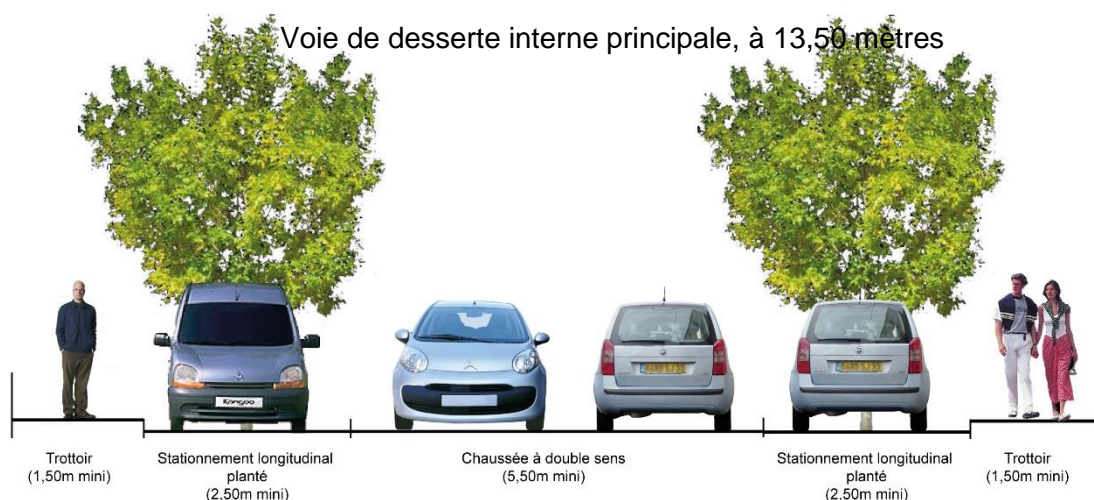 Voie de desserte interne principale, à 13,50 mètres
Kangoo
Trottoir
(1,50m mini)
Stationnement longitudinal
planté
(2,50m mini)
Chaussée à double sens
(5,50m mini)
Stationnement longitudinal
planté
(2,50m mini)
Trottoir
(1,50m mini)